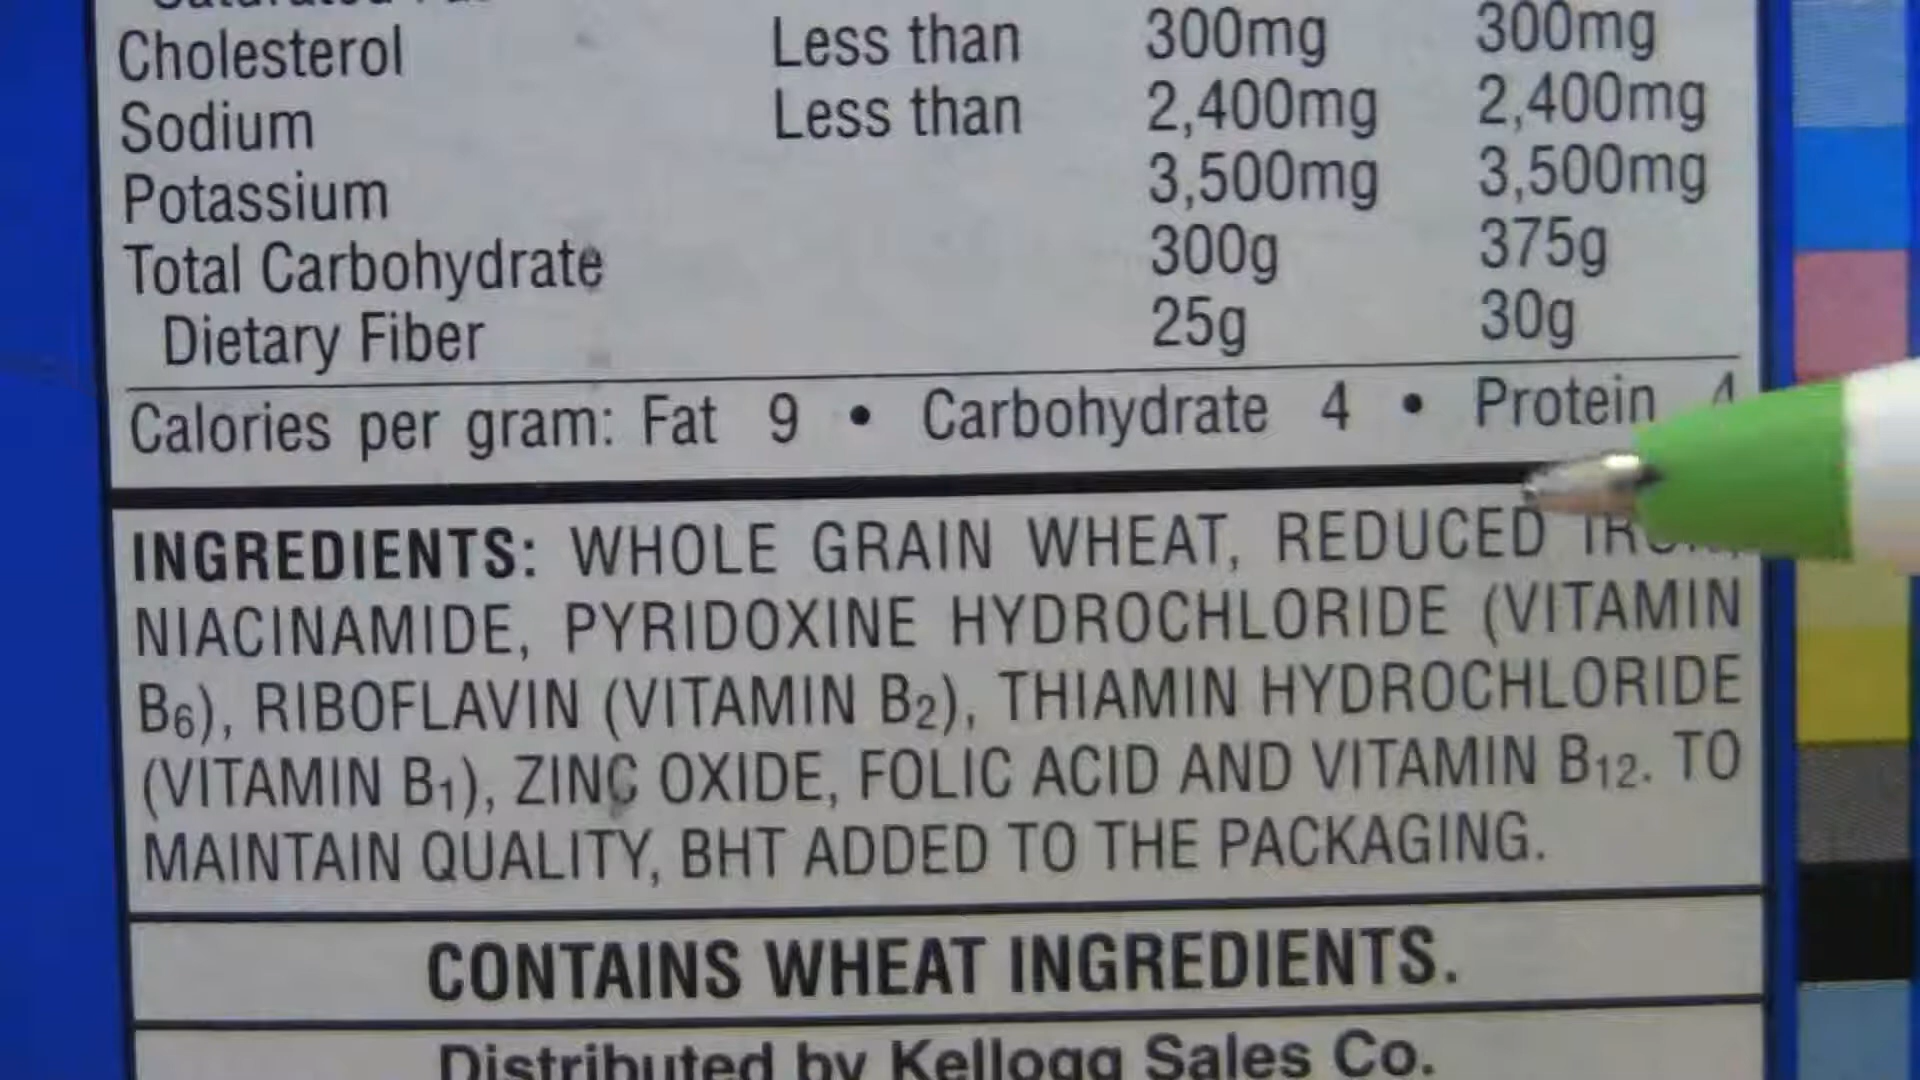 Cholesterol Less than 300mg 300mg
Sodium Less than 2,400mg 2,400mg
Potassium 3,500mg 3,500mg
Total Carbohydrate 300g 375g
Dietary Fiber 25g 30g
Calories per gram: Fat 9 • Carbohydrate 4 • Protein 4
INGREDIENTS: WHOLE GRAIN WHEAT, REDUCED
NIACINAMIDE, PYRIDOXINE HYDROCHLORIDE (VITAMIN
B6), RIBOFLAVIN (VITAMIN B2), THIAMIN HYDROCHLORIDE
(VITAMIN B1), ZINC OXIDE, FOLIC ACID AND VITAMIN B12. TO
MAINTAIN QUALITY, BHT ADDED TO THE PACKAGING.
CONTAINS WHEAT INGREDIENTS.
Distributed by Kellogg Sales Co.